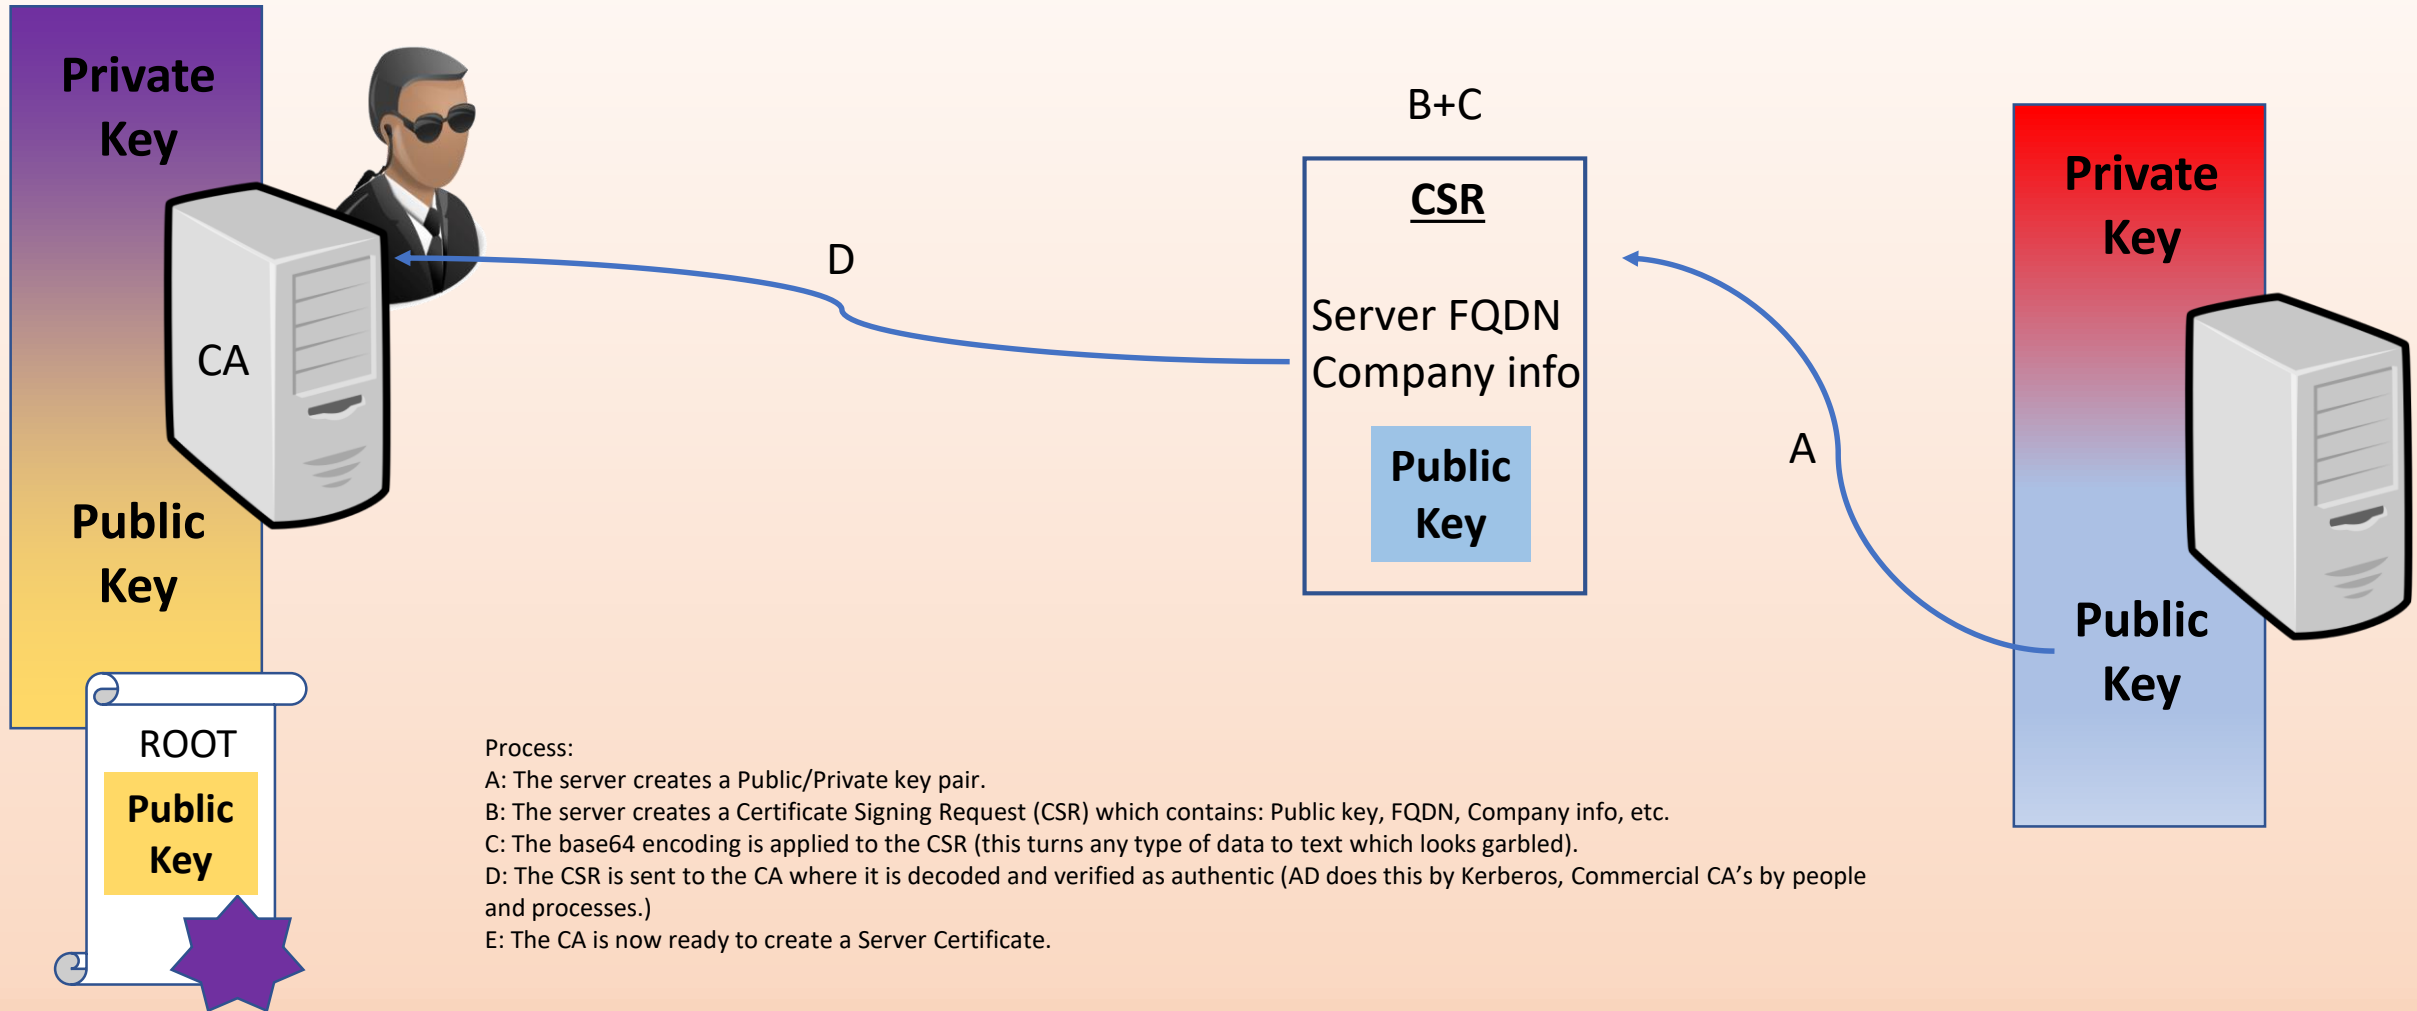 Private
Key
CA
Public
Key
ROOT
Public
Key
D
B+C
CSR
Server FQDN
Company info
Public
Key
A
Private
Key
Public
Key
Process:
A: The server creates a Public/Private key pair.
B: The server creates a Certificate Signing Request (CSR) which contains: Public key, FQDN, Company info, etc.
C: The base64 encoding is applied to the CSR (this turns any type of data to text which looks garbled).
D: The CSR is sent to the CA where it is decoded and verified as authentic (AD does this by Kerberos, Commercial CA’s by people
and processes.)
E: The CA is now ready to create a Server Certificate.